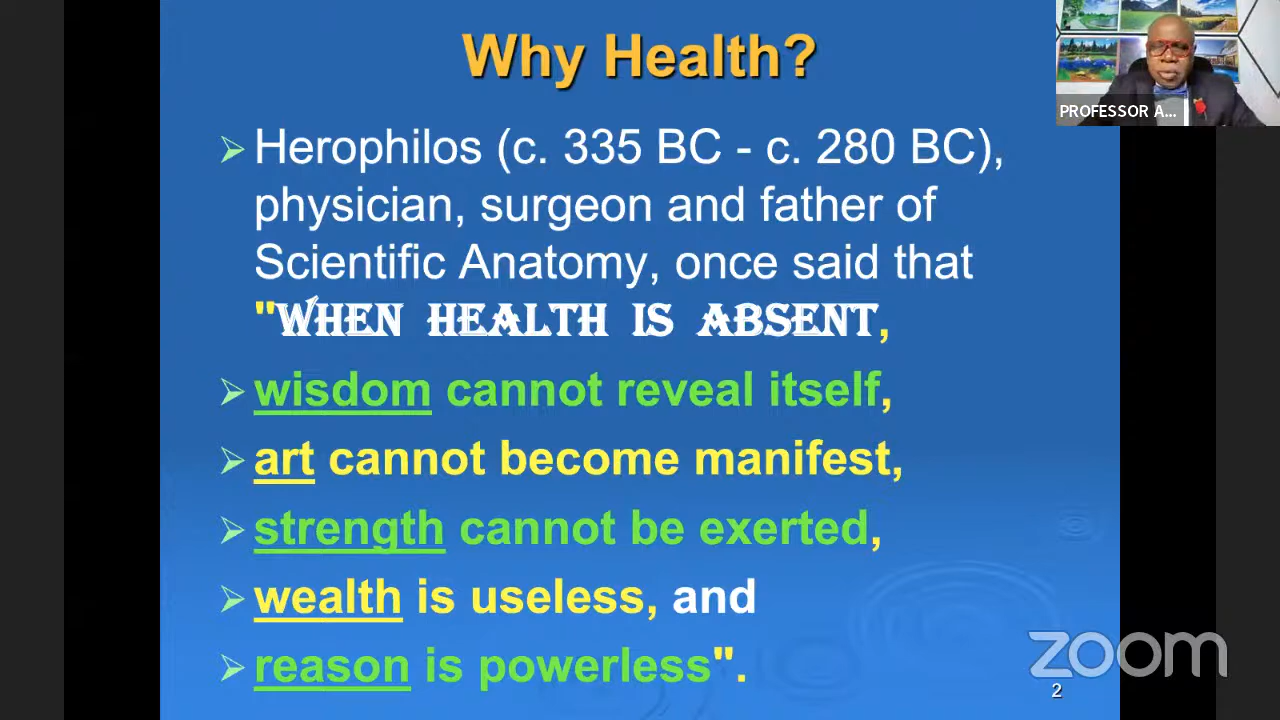 Why Health?
PROFESSOR A...
Herophilos (c. 335 BC - c. 280 BC),
physician, surgeon and father of
Scientific Anatomy, once said that
"WHEN HEALTH IS ABSENT,
wisdom cannot reveal itself,
art cannot become manifest,
strength cannot be exerted,
wealth is useless, and
reason is powerless".
zoom
2